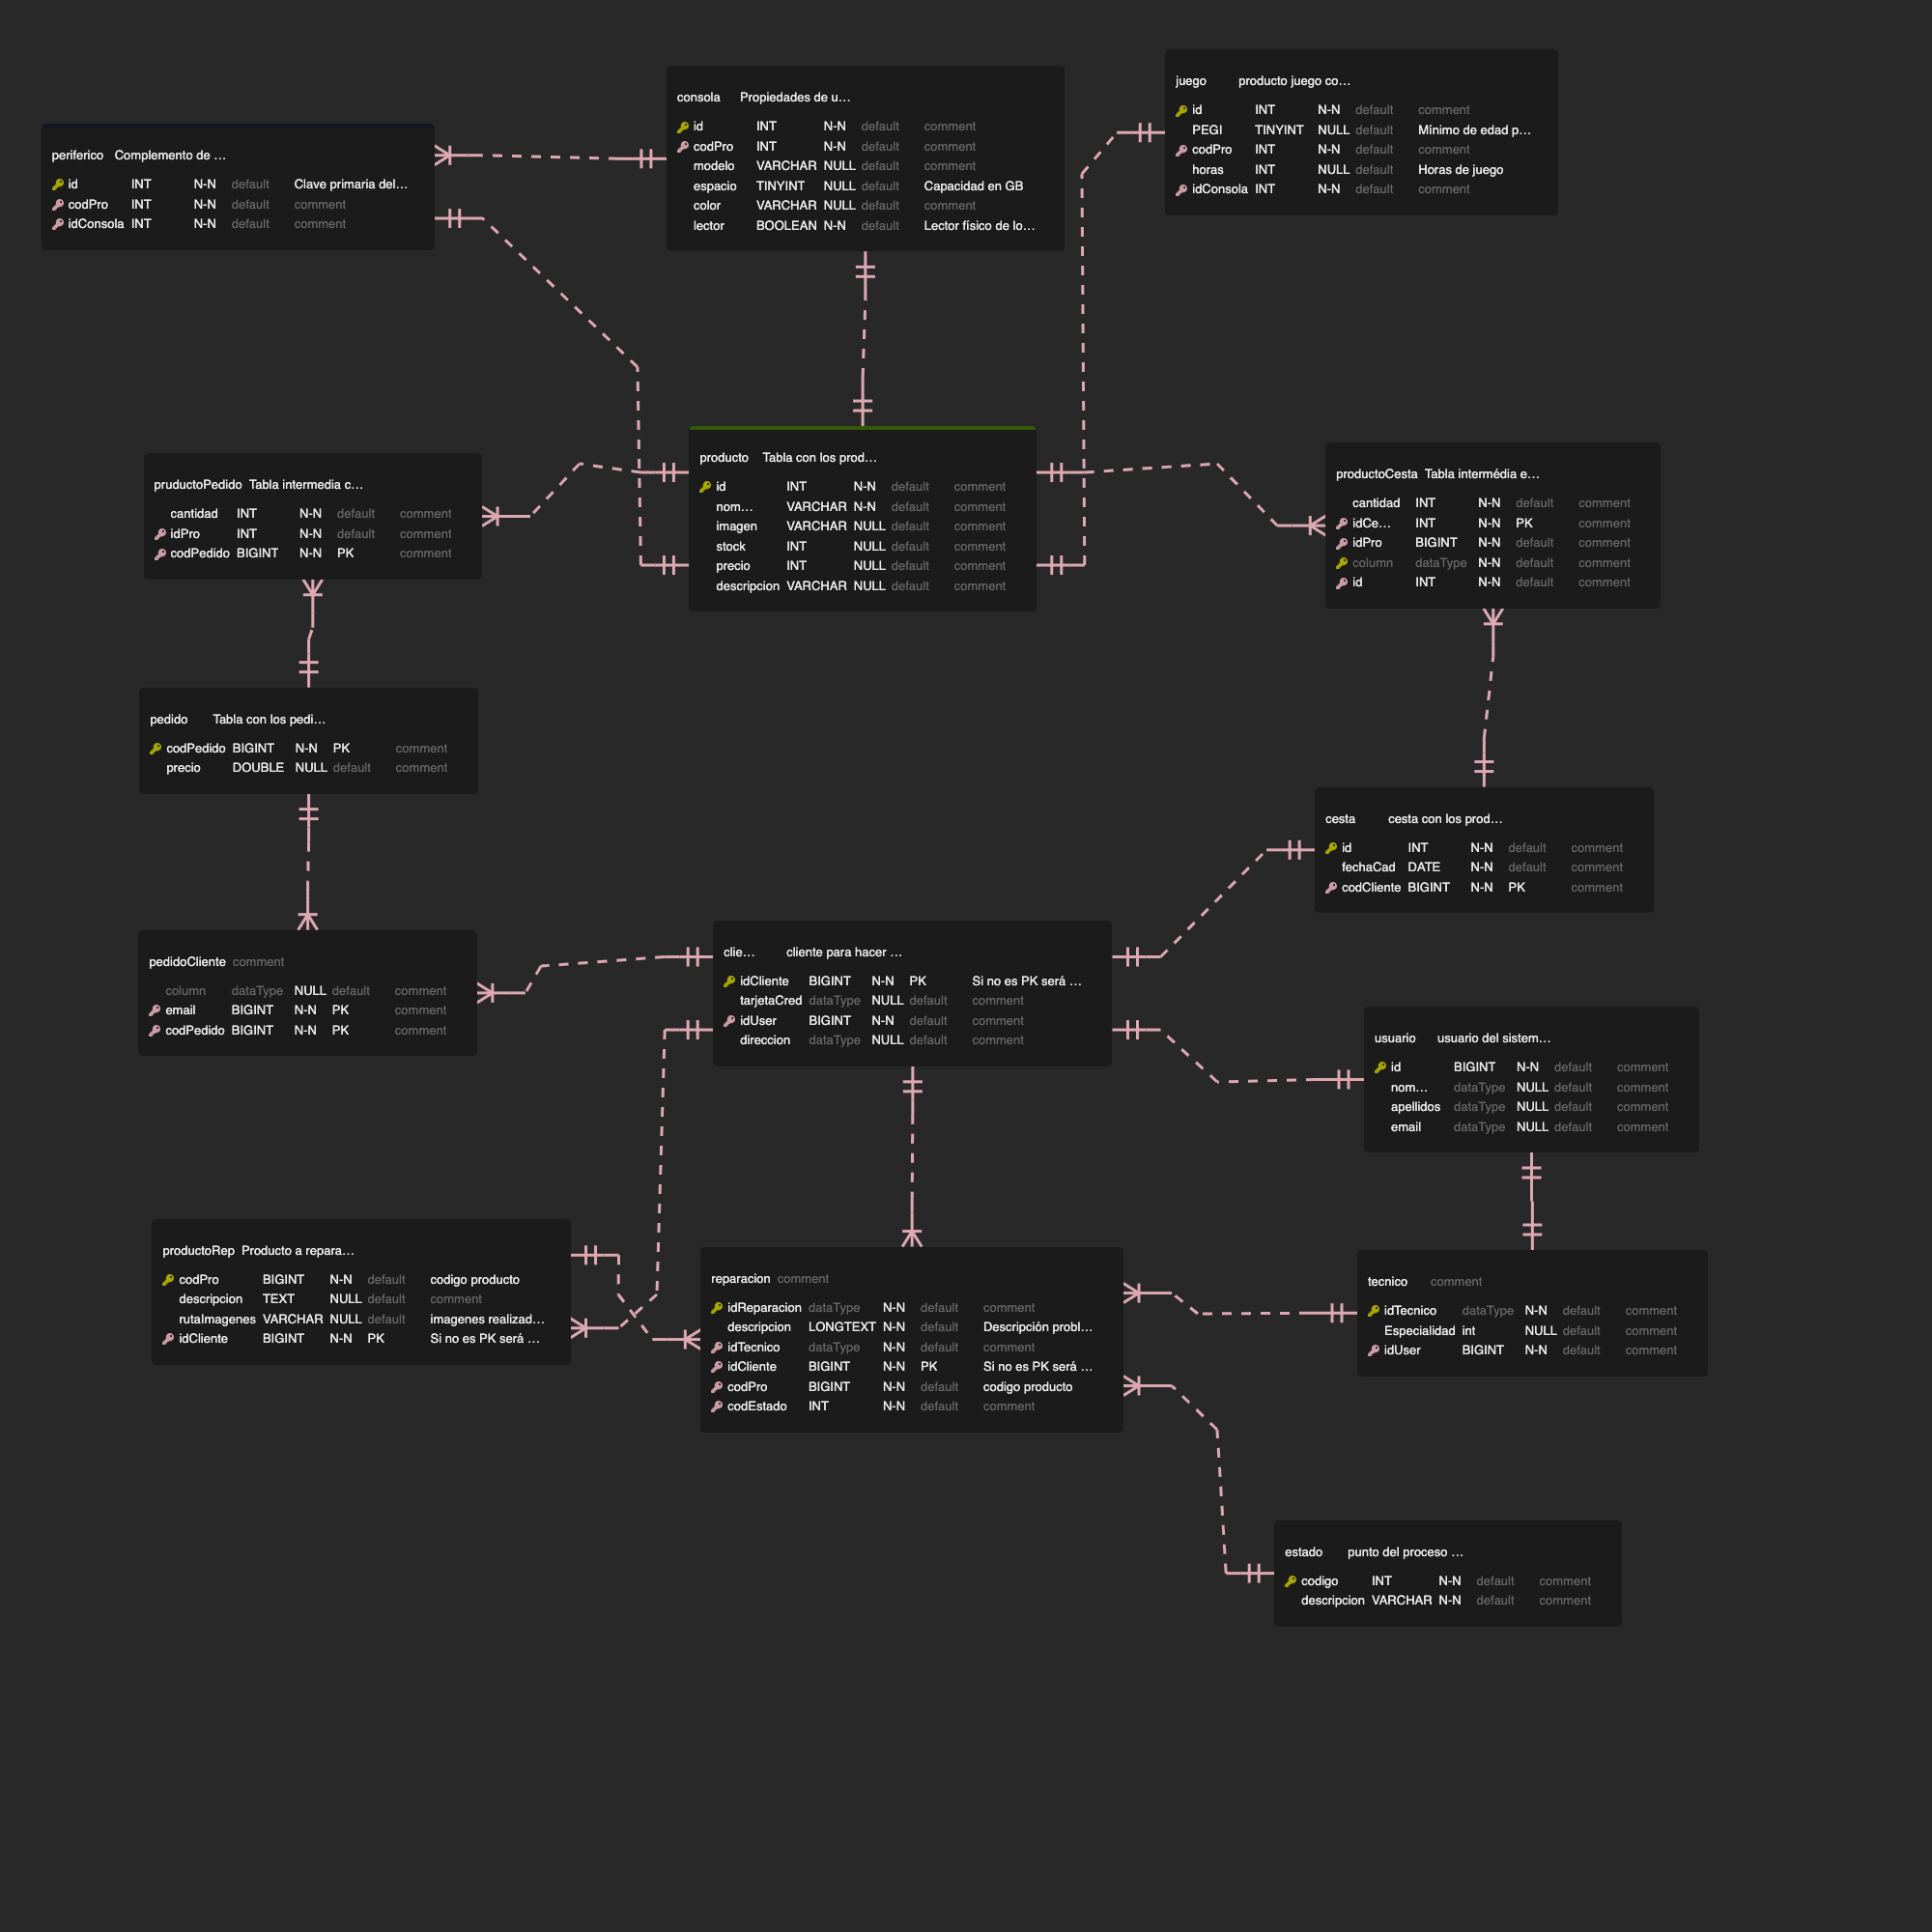 periferico Complemento de ...
id INT N-N default Clave primaria del...
codPro INT N-N default comment
idConsola INT N-N default comment
consola Propiedades de u...
id INT N-N default comment
codPro INT N-N default comment
modelo VARCHAR NULL default comment
espacio TINYINT NULL default Capacidad en GB
color VARCHAR NULL default comment
lector BOOLEAN N-N default Lector físico de lo...
juego producto juego co...
id INT N-N default comment
PEGI TINYINT NULL default Mínimo de edad p...
codPro INT N-N default comment
horas INT NULL default Horas de juego
idConsola INT N-N default comment
pruductoPedido Tabla intermedia c...
cantidad INT N-N default comment
idPro INT N-N default comment
codPedido BIGINT N-N PK comment
producto Tabla con los prod...
id INT N-N default comment
nom... VARCHAR N-N default comment
imagen VARCHAR NULL default comment
stock INT NULL default comment
precio INT NULL default comment
descripcion VARCHAR NULL default comment
productoCesta Tabla intermédia e...
cantidad INT N-N default comment
idCe... INT N-N PK comment
idPro BIGINT N-N default comment
column dataType N-N default comment
id INT N-N default comment
pedido Tabla con los pedi...
codPedido BIGINT N-N PK comment
precio DOUBLE NULL default comment
cesta cesta con los prod...
id INT N-N default comment
fechaCad DATE N-N default comment
codCliente BIGINT N-N PK comment
pedidoCliente comment
column dataType NULL default comment
email BIGINT N-N PK comment
codPedido BIGINT N-N PK comment
clie... cliente para hacer ...
idCliente BIGINT N-N PK Si no es PK será ...
tarjetaCred dataType NULL default comment
idUser BIGINT N-N default comment
direccion dataType NULL default comment
usuario usuario del sistem...
id BIGINT N-N default comment
nom... dataType NULL default comment
apellidos dataType NULL default comment
email dataType NULL default comment
productoRep Producto a repara...
codPro BIGINT N-N default codigo producto
descripcion TEXT NULL default comment
rutaImagenes VARCHAR NULL default imagenes realizad...
idCliente BIGINT N-N PK Si no es PK será ...
reparacion comment
idReparacion dataType N-N default comment
descripcion LONGTEXT N-N default Descripción probl...
idTecnico dataType N-N default comment
idCliente BIGINT N-N PK Si no es PK será ...
codPro BIGINT N-N default codigo producto
codEstado INT N-N default comment
tecnico comment
idTecnico dataType N-N default comment
Especialidad int NULL default comment
idUser BIGINT N-N default comment
estado punto del proceso ...
codigo INT N-N default comment
descripcion VARCHAR N-N default comment